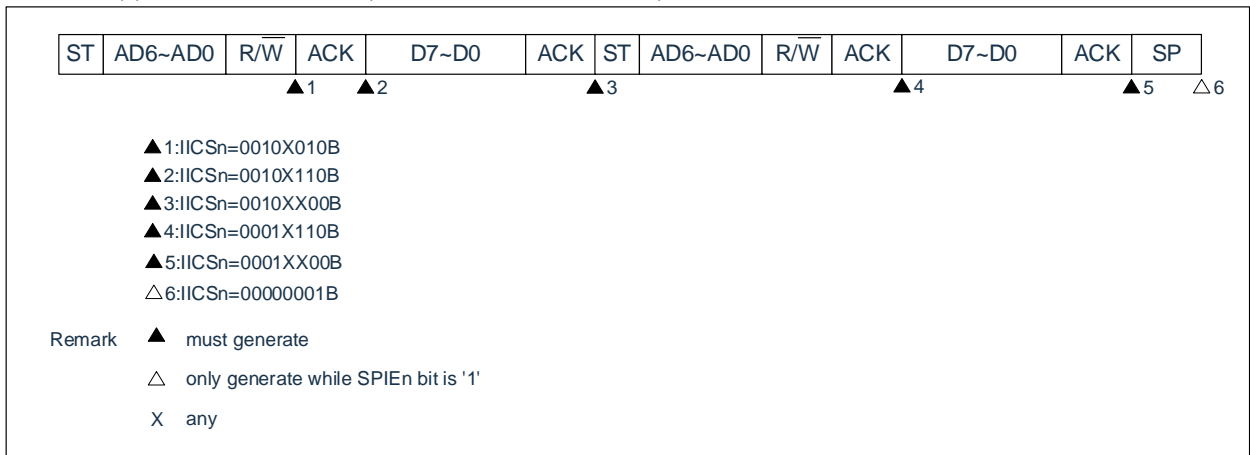 ST AD6~AD0 R/W ACK D7~D0 ACK ST AD6~AD0 R/W ACK D7~D0 ACK SP
▲1 ▲2 ▲3 ▲4 ▲5 △6
▲1:IICSn=0010X010B
▲2:IICSn=0010X110B
▲3:IICSn=0010XX00B
▲4:IICSn=0001X110B
▲5:IICSn=0001XX00B
△6:IICSn=00000001B
Remark ▲ must generate
△ only generate while SPIEn bit is '1'
X any